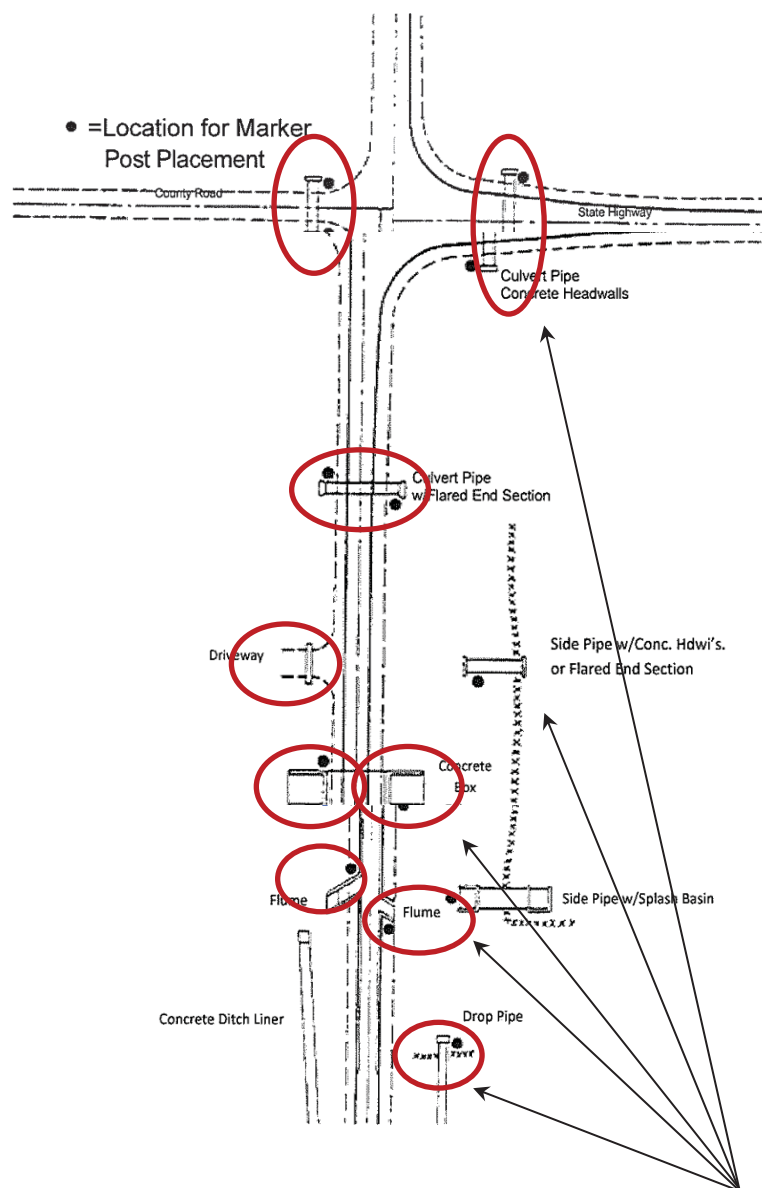 ● =Location for Marker
Post Placement
County Road
State Highway
Culvert Pipe
Concrete Headwalls
Culvert Pipe
w/Flared End Section
Driveway
Side Pipe w/Conc. Hdwi's.
or Flared End Section
Concrete
Box
Flume
Flume
Side Pipe w/Splash Basin
Concrete Ditch Liner
Drop Pipe